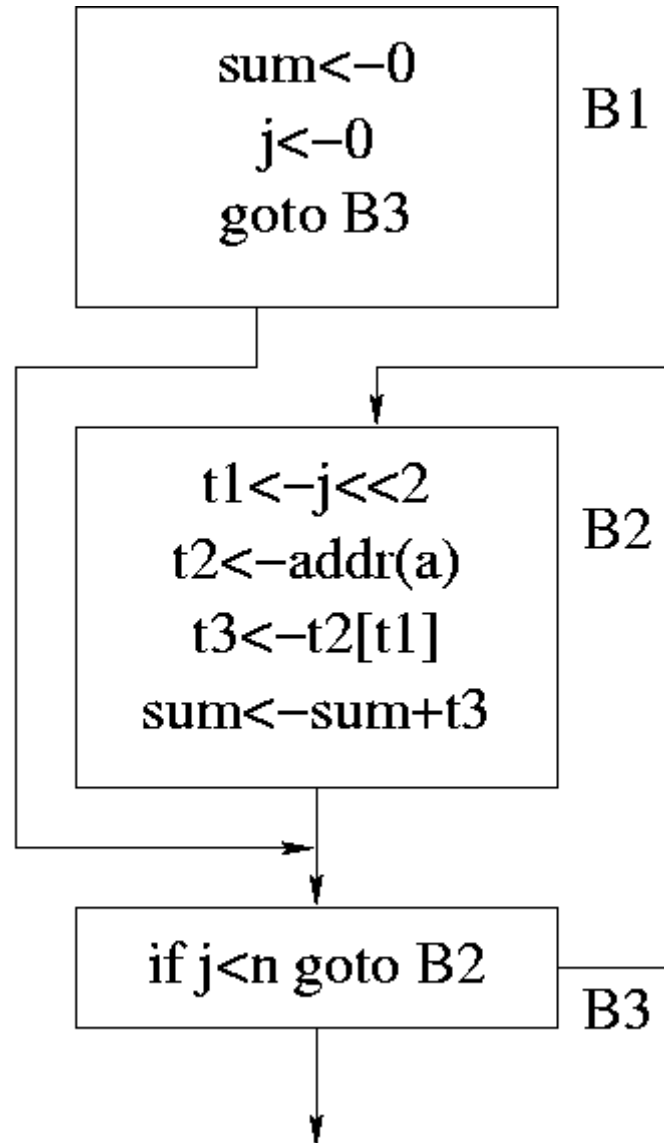 sum<−0
j<−0
goto B3
B1
t1<−j<<2
t2<−addr(a)
t3<−t2[t1]
sum<−sum+t3
B2
if j<n goto B2
B3